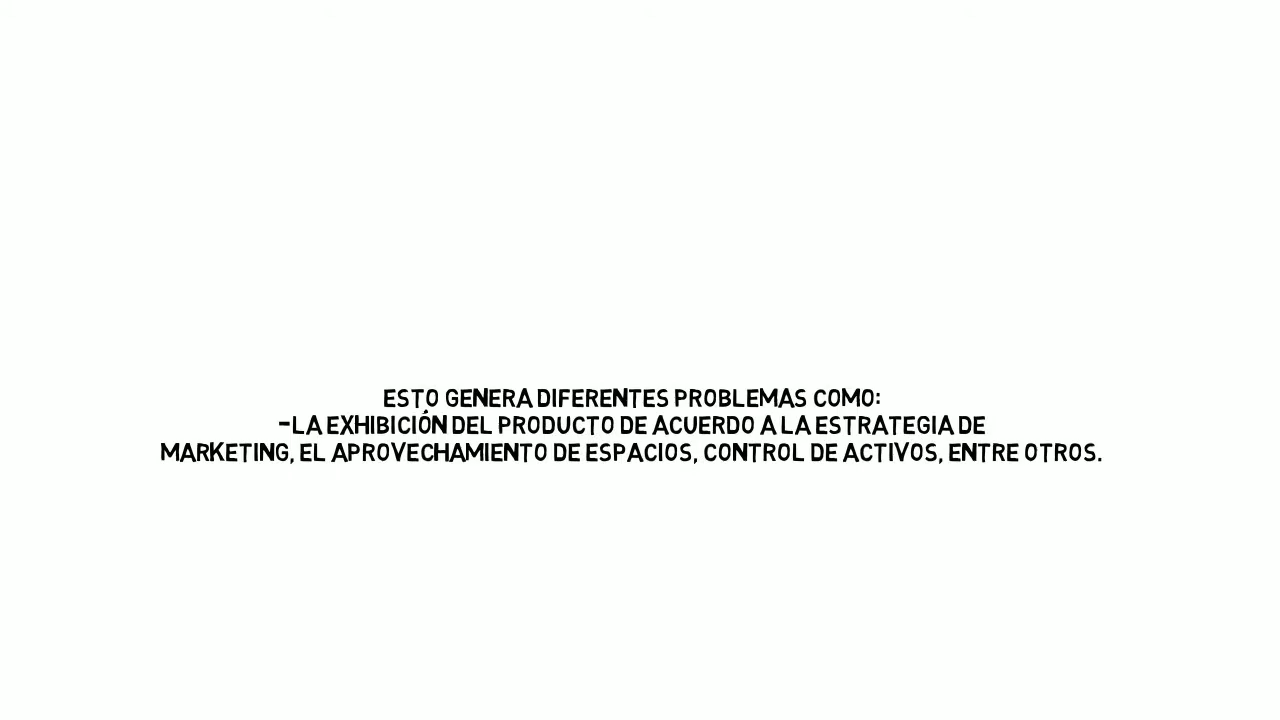 ESTO GENERA DIFERENTES PROBLEMAS COMO:
-LA EXHIBICIÓN DEL PRODUCTO DE ACUERDO A LA ESTRATEGIA DE
MARKETING, EL APROVECHAMIENTO DE ESPACIOS, CONTROL DE ACTIVOS, ENTRE OTROS.